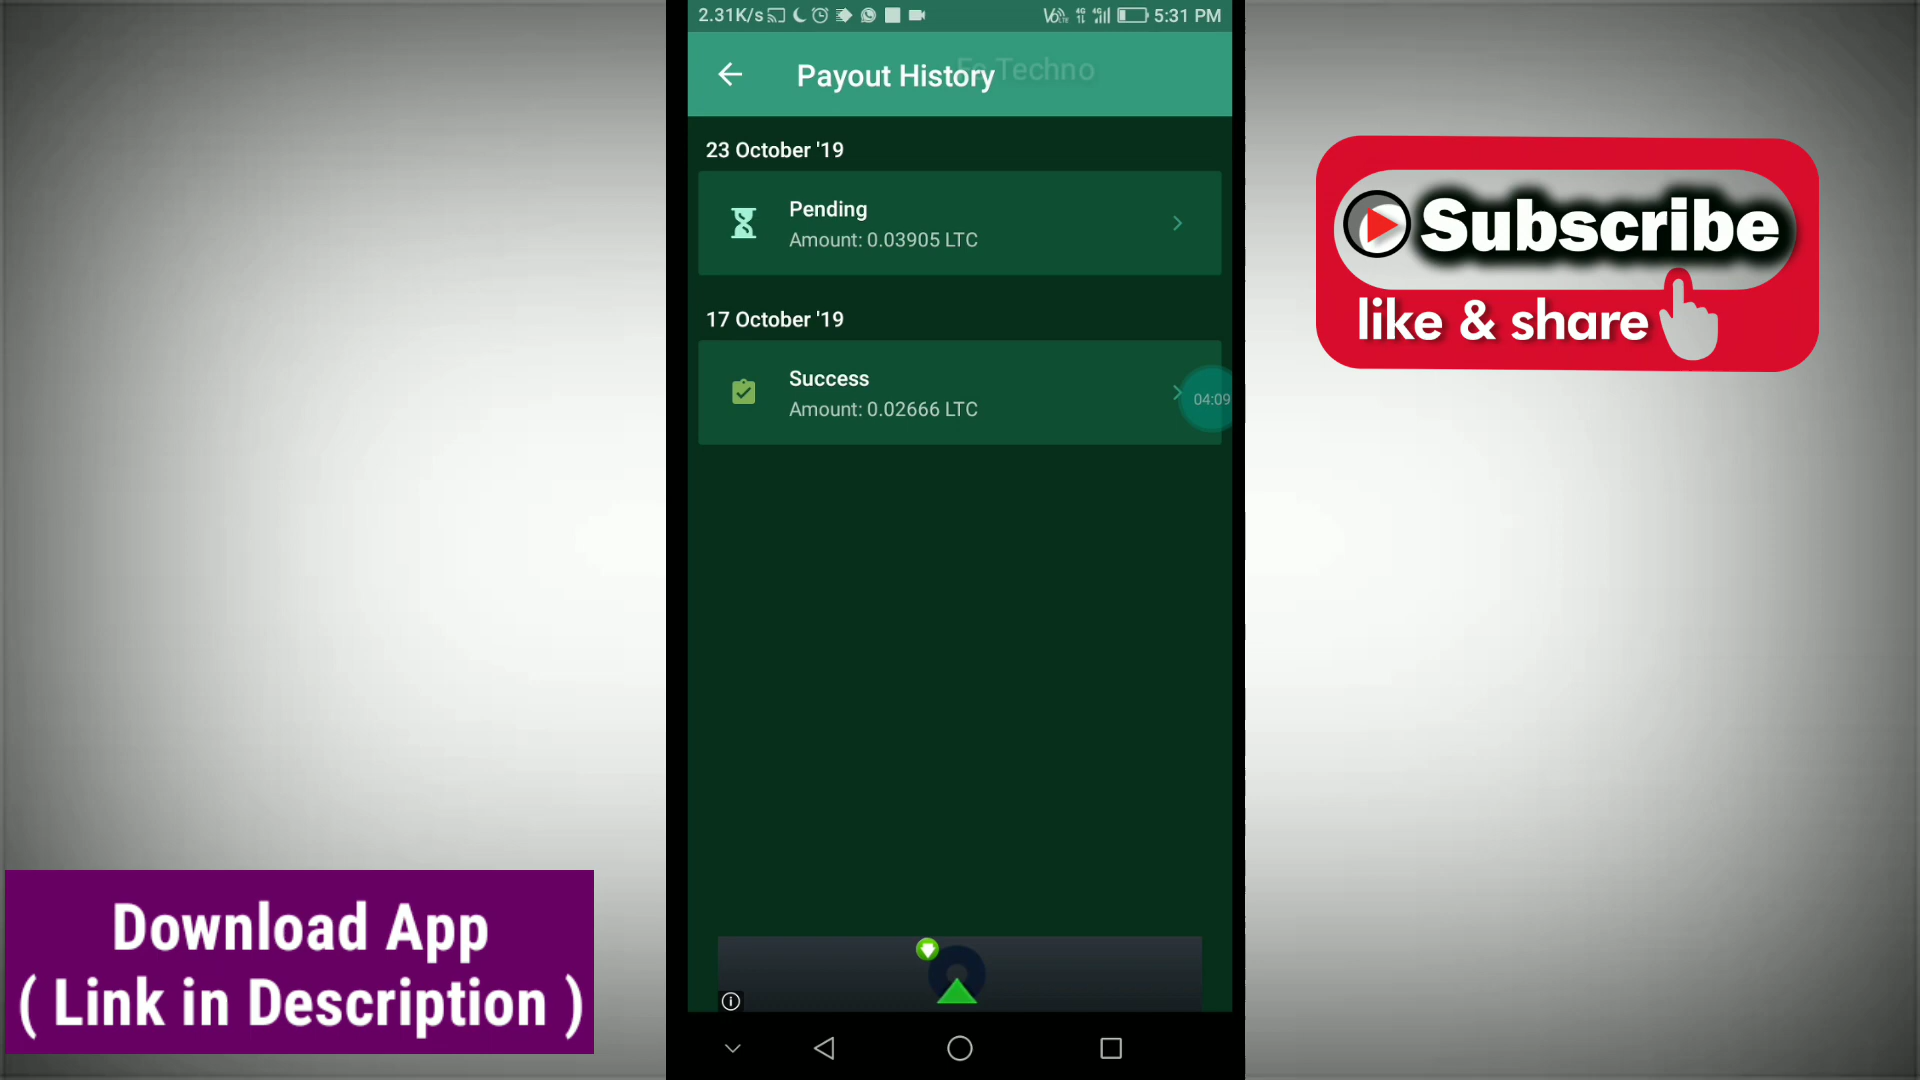 2.31K/s
5:31 PM
Payout History
Fe Techno
23 October '19
Pending
Amount: 0.03905 LTC
17 October '19
Success
Amount: 0.02666 LTC
04:09
Subscribe
like & share
Download App
( Link in Description )